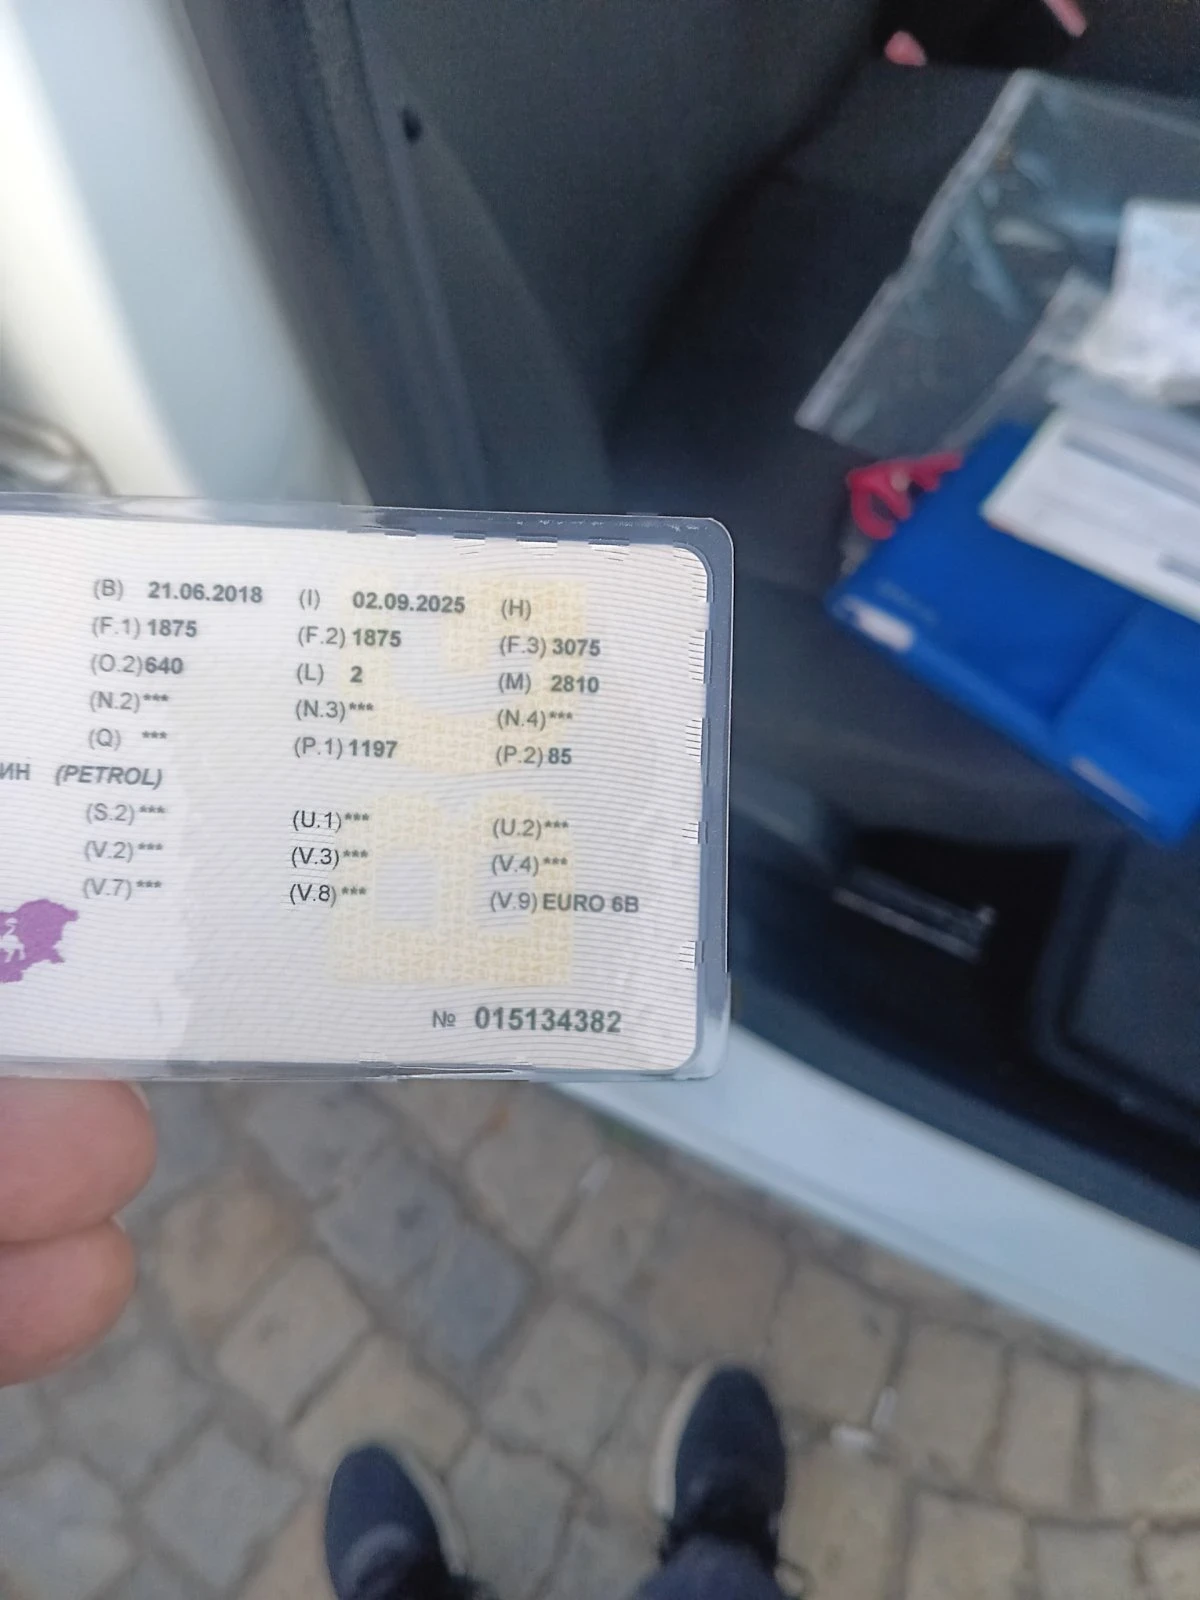 (B) 21.06.2018 (I) 02.09.2025 (H)
(F.1) 1875 (F.2) 1875 (F.3) 3075
(O.2) 640 (L) 2 (M) 2810
(N.2) *** (N.3) *** (N.4) ***
(Q) *** (P.1) 1197 (P.2) 85
ИН (PETROL)
(S.2) *** (U.1) *** (U.2) ***
(V.2) *** (V.3) *** (V.4) ***
(V.7) *** (V.8) *** (V.9) EURO 6B
№ 015134382